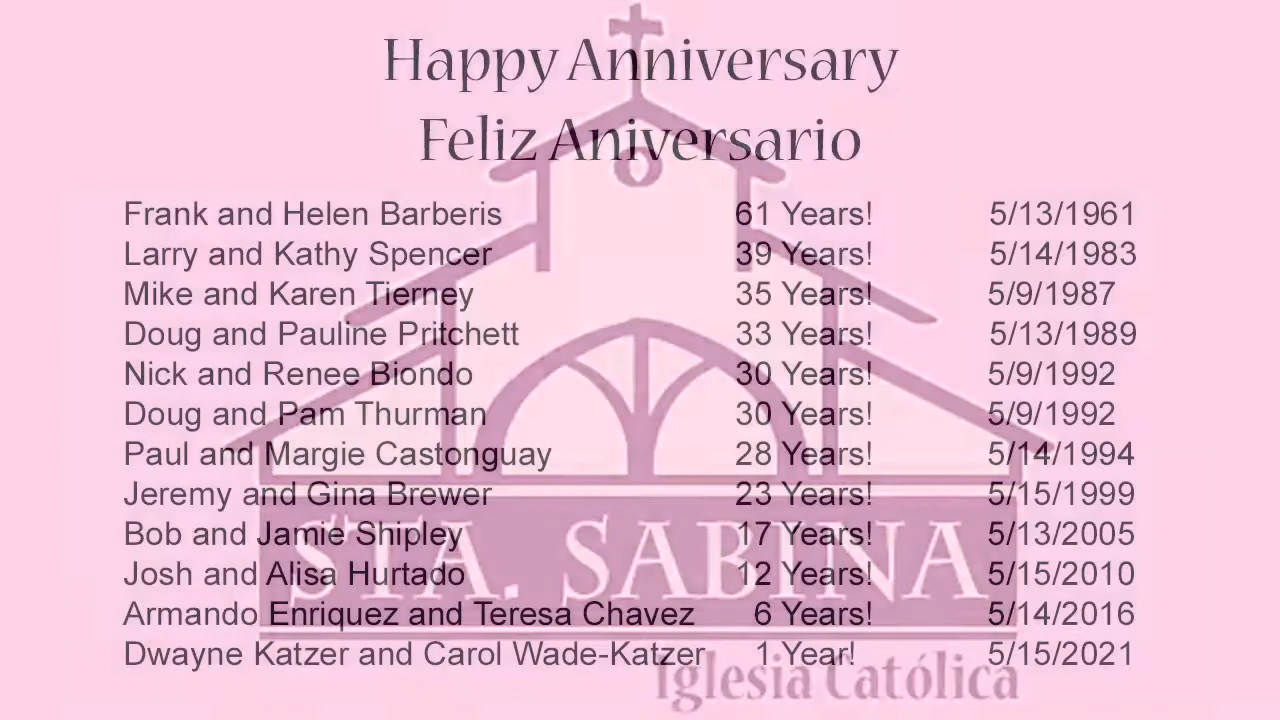 Happy Anniversary
Feliz Aniversario
Frank and Helen Barberis 61 Years! 5/13/1961
Larry and Kathy Spencer 39 Years! 5/14/1983
Mike and Karen Tierney 35 Years! 5/9/1987
Doug and Pauline Pritchett 33 Years! 5/13/1989
Nick and Renee Biondo 30 Years! 5/9/1992
Doug and Pam Thurman 30 Years! 5/9/1992
Paul and Margie Castonguay 28 Years! 5/14/1994
Jeremy and Gina Brewer 23 Years! 5/15/1999
Bob and Jamie Shipley 17 Years! 5/13/2005
Josh and Alisa Hurtado 12 Years! 5/15/2010
Armando Enriquez and Teresa Chavez 6 Years! 5/14/2016
Dwayne Katzer and Carol Wade-Katzer 1 Year! 5/15/2021
STA. SABINA
Iglesia Católica